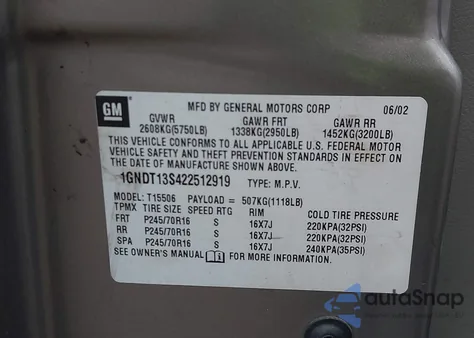 GM MFD BY GENERAL MOTORS CORP 06/02
GVWR GAWR FRT GAWR RR
2608KG(5750LB) 1338KG(2950LB) 1452KG(3200LB)
THIS VEHICLE CONFORMS TO ALL APPLICABLE U.S. FEDERAL MOTOR
VEHICLE SAFETY AND THEFT PREVENTION STANDARDS IN EFFECT ON
THE DATE OF MANUFACTURE SHOWN ABOVE.
1GNDT13S422512919 TYPE: M.P.V.
MODEL: T15506 PAYLOAD = 507KG(1118LB)
TPMX TIRE SIZE SPEED RTG RIM COLD TIRE PRESSURE
FRT P245/70R16 S 16X7J 220KPA(32PSI)
RR P245/70R16 S 16X7J 220KPA(32PSI)
SPA P245/70R16 S 16X7J 240KPA(35PSI)
SEE OWNER'S MANUAL FOR MORE INFORMATION.
autoSnap